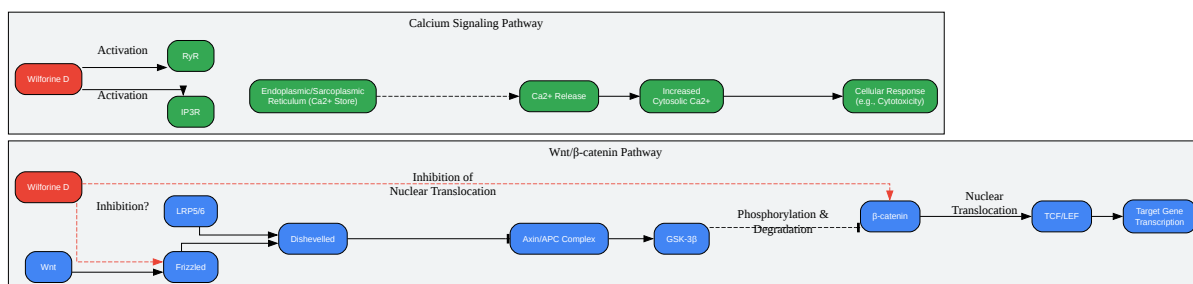 Calcium Signaling Pathway
Activation
RyR
Wilforine D
Activation
IP3R
Endoplasmic/Sarcoplasmic
Reticulum (Ca2+ Store)
Ca2+ Release
Increased
Cytosolic Ca2+
Cellular Response
(e.g., Cytotoxicity)
Wnt/β-catenin Pathway
Wilforine D
Inhibition of
Nuclear Translocation
Inhibition?
LRP5/6
Wnt
Frizzled
Dishevelled
Axin/APC Complex
GSK-3β
Phosphorylation &
Degradation
β-catenin
Nuclear
Translocation
TCF/LEF
Target Gene
Transcription